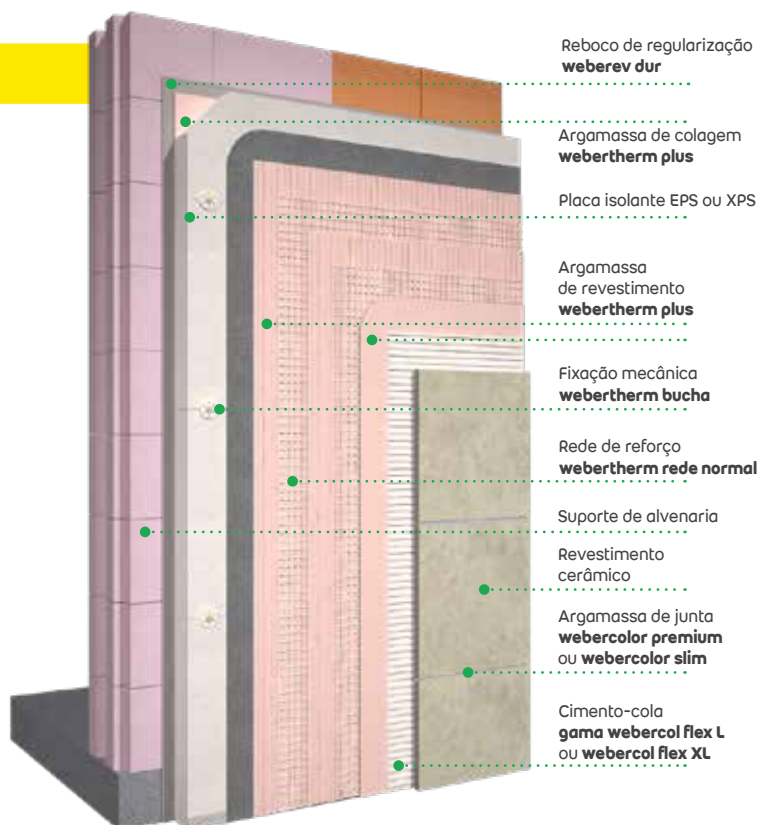 Reboco de regularização
weberev dur
Argamassa de colagem
webertherm plus
Placa isolante EPS ou XPS
Argamassa
de revestimento
webertherm plus
Fixação mecânica
webertherm bucha
Rede de reforço
webertherm rede normal
Suporte de alvenaria
Revestimento
cerâmico
Argamassa de junta
webercolor premium
ou webercolor slim
Cimento-cola
gama webercol flex L
ou webercol flex XL